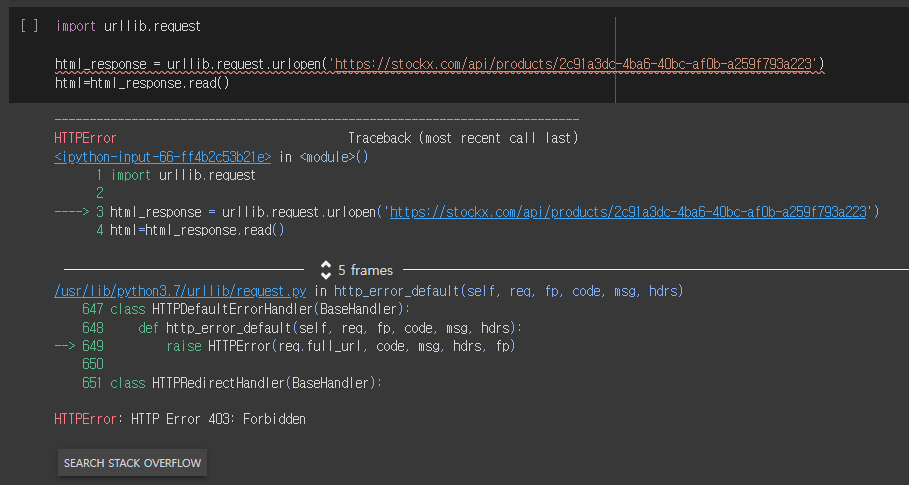 [ ] import urllib.request
html_response = urllib.request.urlopen('https://stockx.com/api/products/2c91a3dc-4ba6-40bc-af0b-a259f793a223')
html=html_response.read()
---------------------------------------------------------------------------
HTTPError Traceback (most recent call last)
<ipython-input-66-ff4b2c53b21e> in <module>()
1 import urllib.request
2
----> 3 html_response = urllib.request.urlopen('https://stockx.com/api/products/2c91a3dc-4ba6-40bc-af0b-a259f793a223')
4 html=html_response.read()
5 frames
/usr/lib/python3.7/urllib/request.py in http_error_default(self, req, fp, code, msg, hdrs)
647 class HTTPDefaultErrorHandler(BaseHandler):
648 def http_error_default(self, req, fp, code, msg, hdrs):
--> 649 raise HTTPError(req.full_url, code, msg, hdrs, fp)
650
651 class HTTPRedirectHandler(BaseHandler):
HTTPError: HTTP Error 403: Forbidden
SEARCH STACK OVERFLOW